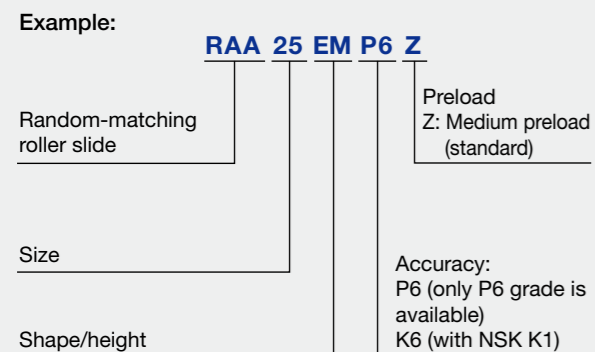 Example:
RAA 25 EM P6 Z
Preload
Z: Medium preload
(standard)
Random-matching
roller slide
Size
Accuracy:
P6 (only P6 grade is
available)
K6 (with NSK K1)
Shape/height